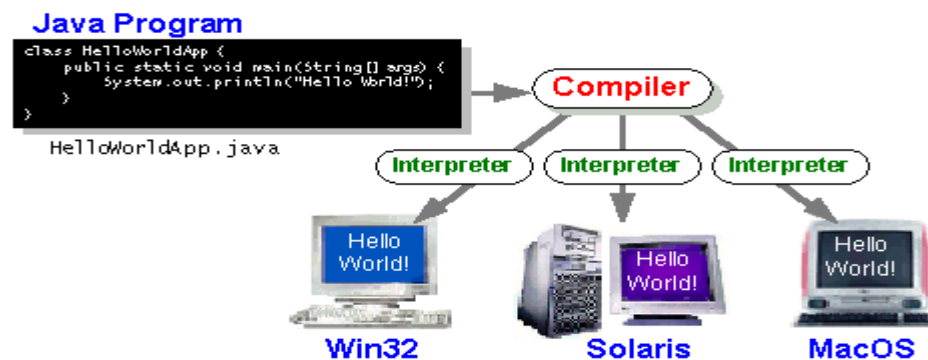 Java Program
class HelloWorldApp {
public static void main(String[] args) {
System.out.println("Hello World!");
}
}
HelloWorldApp.java
Compiler
Interpreter
Interpreter
Interpreter
Hello
World!
Hello
World!
Hello
World!
Win32
Solaris
MacOS